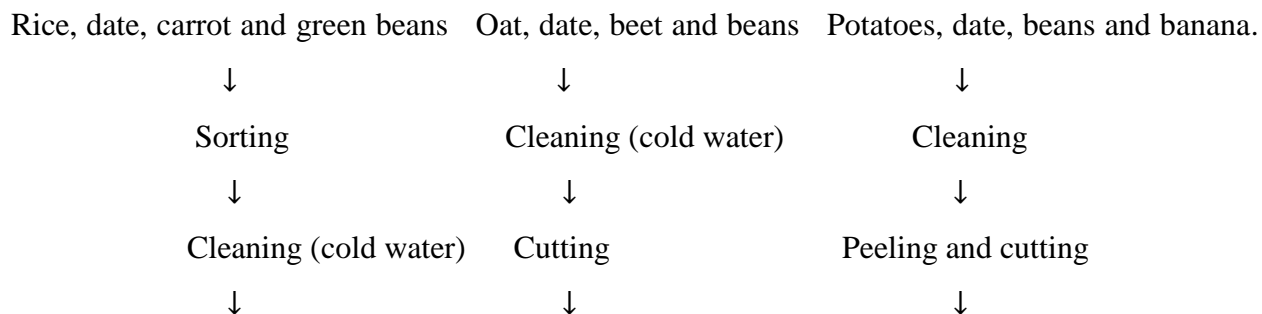 Rice, date, carrot and green beans Oat, date, beet and beans Potatoes, date, beans and banana.
↓ ↓ ↓
Sorting Cleaning (cold water) Cleaning
↓ ↓ ↓
Cleaning (cold water) Cutting Peeling and cutting
↓ ↓ ↓